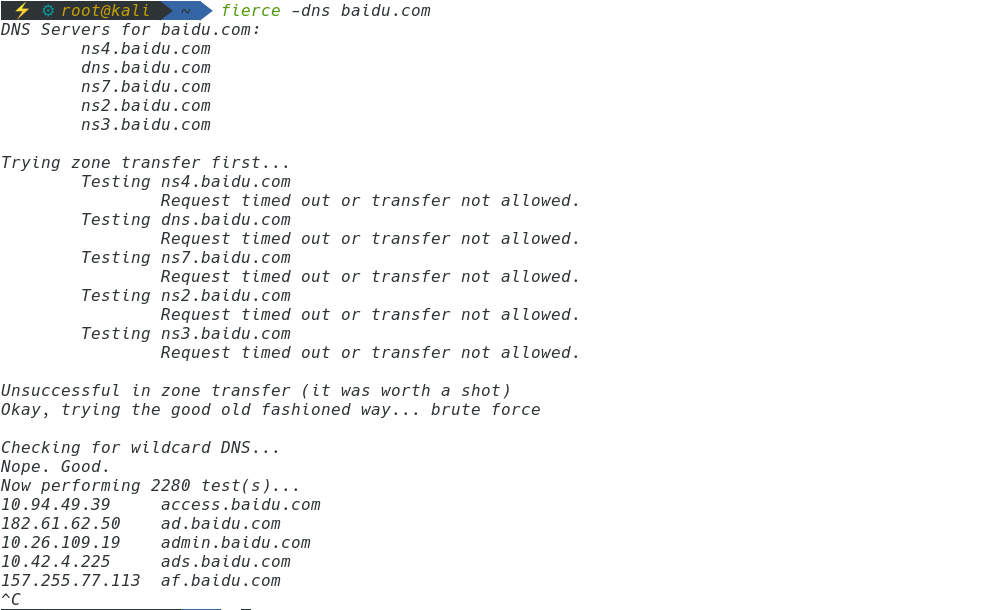 ⚡ ⚙ root@kali ~ fierce -dns baidu.com
DNS Servers for baidu.com:
        ns4.baidu.com
        dns.baidu.com
        ns7.baidu.com
        ns2.baidu.com
        ns3.baidu.com

Trying zone transfer first...
        Testing ns4.baidu.com
                Request timed out or transfer not allowed.
        Testing dns.baidu.com
                Request timed out or transfer not allowed.
        Testing ns7.baidu.com
                Request timed out or transfer not allowed.
        Testing ns2.baidu.com
                Request timed out or transfer not allowed.
        Testing ns3.baidu.com
                Request timed out or transfer not allowed.

Unsuccessful in zone transfer (it was worth a shot)
Okay, trying the good old fashioned way... brute force

Checking for wildcard DNS...
Nope. Good.
Now performing 2280 test(s)...
10.94.49.39     access.baidu.com
182.61.62.50    ad.baidu.com
10.26.109.19    admin.baidu.com
10.42.4.225     ads.baidu.com
157.255.77.113  af.baidu.com
^C